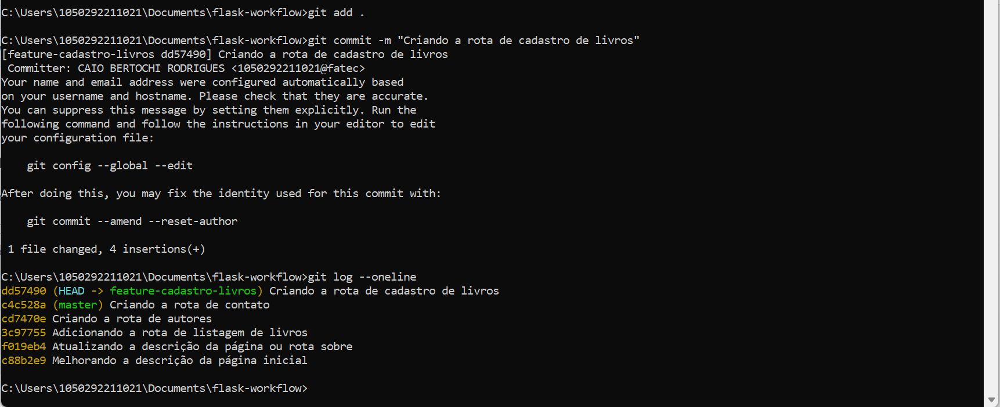 C:\Users\1050292211021\Documents\flask-workflow>git add .
C:\Users\1050292211021\Documents\flask-workflow>git commit -m "Criando a rota de cadastro de livros"
[feature-cadastro-livros dd57490] Criando a rota de cadastro de livros
 Committer: CAIO BERTOCHI RODRIGUES <1050292211021@fatec>
Your name and email address were configured automatically based
on your username and hostname. Please check that they are accurate.
You can suppress this message by setting them explicitly. Run the
following command and follow the instructions in your editor to edit
your configuration file:
    git config --global --edit
After doing this, you may fix the identity used for this commit with:
    git commit --amend --reset-author
 1 file changed, 4 insertions(+)
C:\Users\1050292211021\Documents\flask-workflow>git log --oneline
dd57490 (HEAD -> feature-cadastro-livros) Criando a rota de cadastro de livros
c4c528a (master) Criando a rota de contato
cd7470e Criando a rota de autores
3c97755 Adicionando a rota de listagem de livros
f019eb4 Atualizando a descrição da página ou rota sobre
c88b2e9 Melhorando a descrição da página inicial
C:\Users\1050292211021\Documents\flask-workflow>